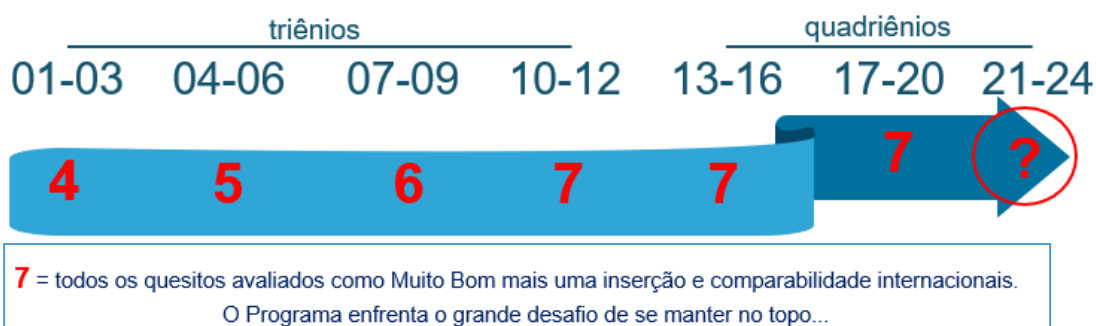 triênios quadriênios
01-03 04-06 07-09 10-12 13-16 17-20 21-24
4 5 6 7 7 7 ?
7 = todos os quesitos avaliados como Muito Bom mais uma inserção e comparabilidade internacionais.
O Programa enfrenta o grande desafio de se manter no topo...